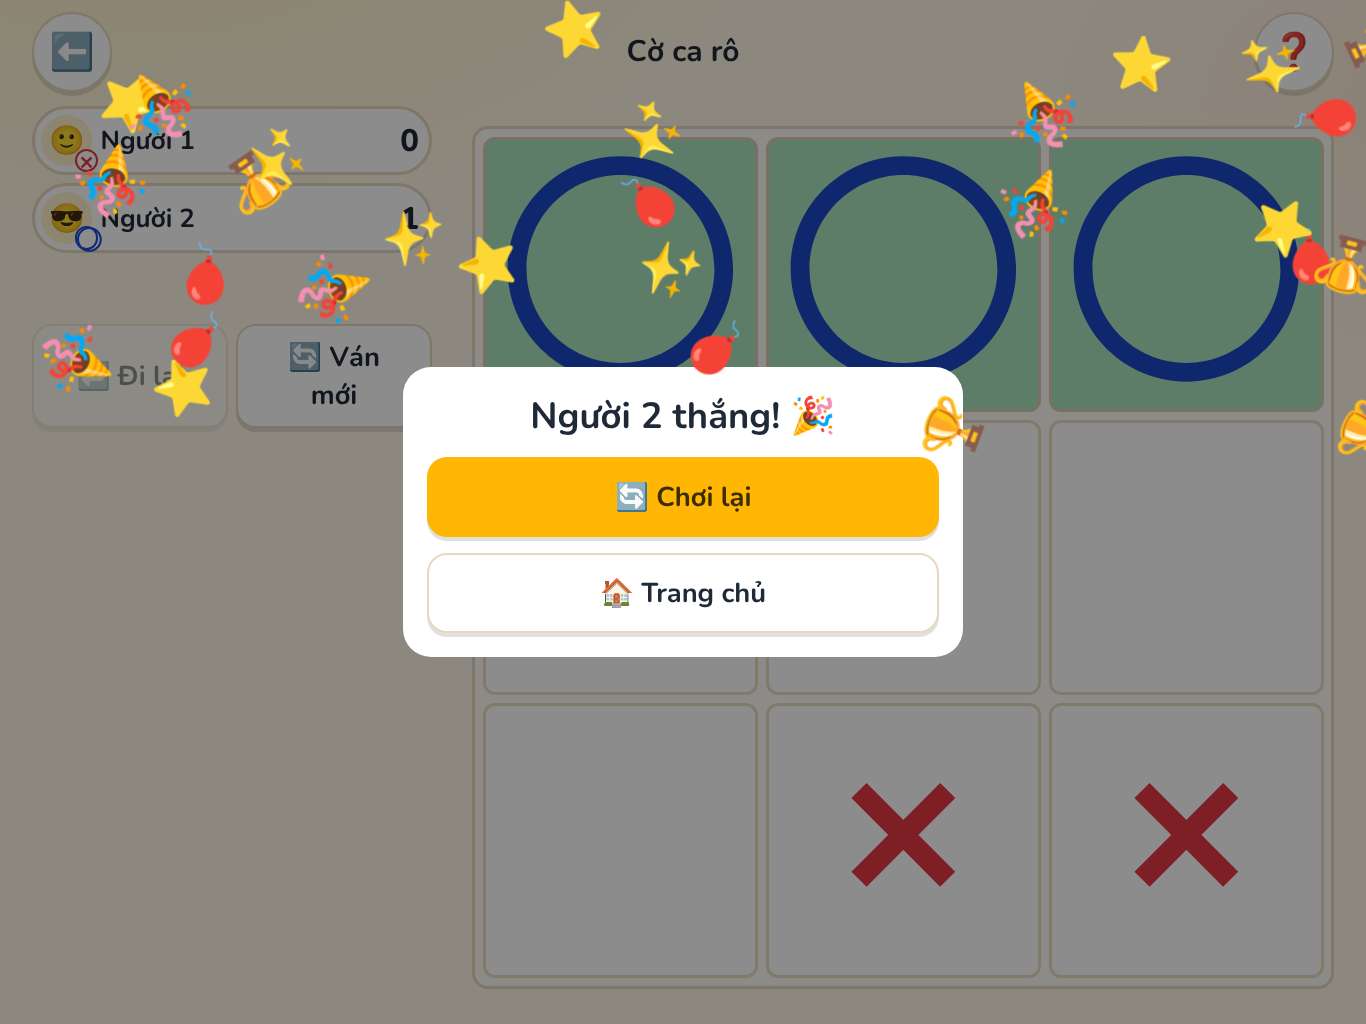 Cờ ca rô
Người 1
0
Người 2
1
Đi lại
Ván
mới
Người 2 thắng!
Chơi lại
Trang chủ